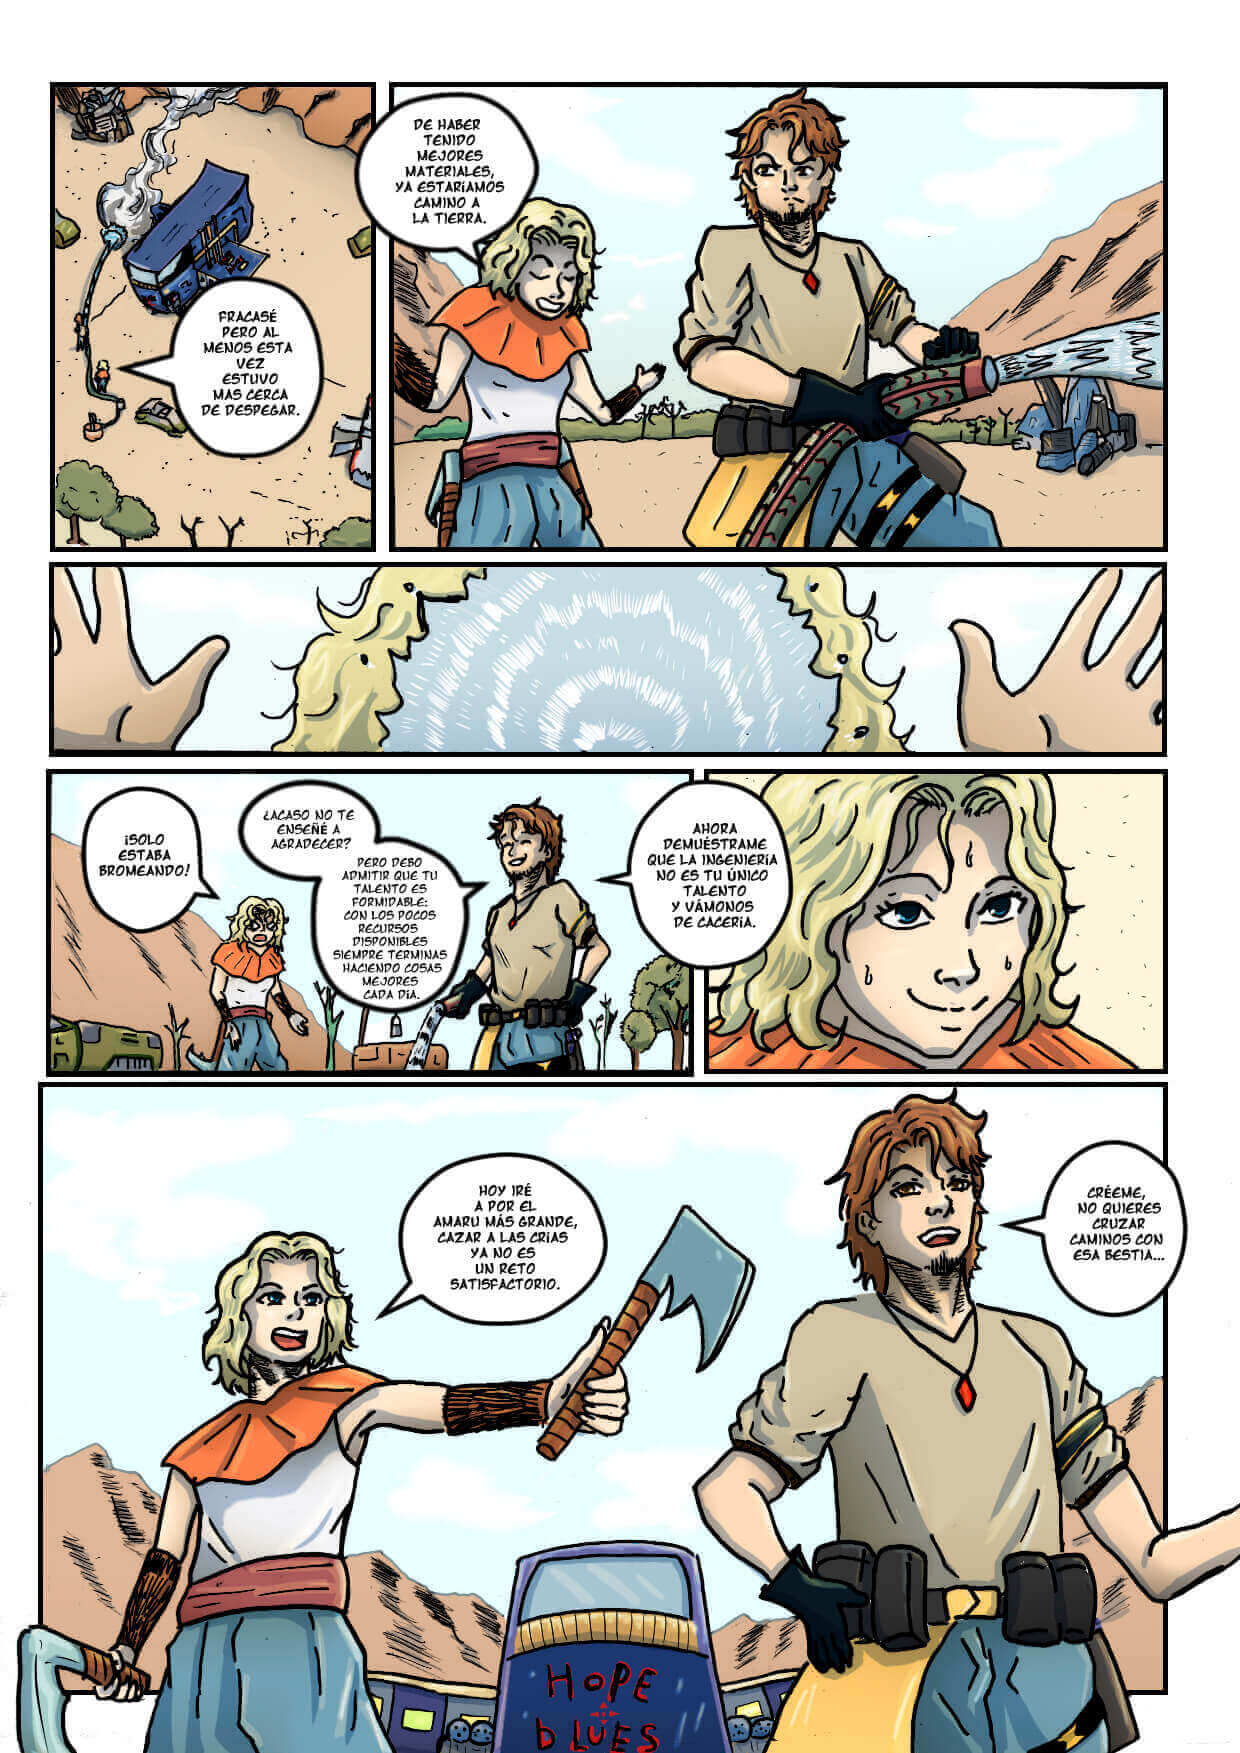 FRACASÉ
PERO AL
MENOS ESTA
VEZ
ESTUVO
MAS CERCA
DE DESPEGAR.
DE HABER
TENIDO
MEJORES
MATERIALES,
YA ESTARÍAMOS
CAMINO A
LA TIERRA.
¡SOLO
ESTABA
BROMEANDO!
¿ACASO NO TE
ENSEÑÉ A
AGRADECER?
PERO DEBO
ADMITIR QUE TU
TALENTO ES
FORMIDABLE:
CON LOS POCOS
RECURSOS
DISPONIBLES
SIEMPRE TERMINAS
HACIENDO COSAS
MEJORES
CADA DÍA.
AHORA
DEMUÉSTRAME
QUE LA INGENIERÍA
NO ES TU ÚNICO
TALENTO
Y VÁMONOS
DE CACERÍA.
HOY IRÉ
A POR EL
AMARU MÁS GRANDE,
CAZAR A LAS CRÍAS
YA NO ES
UN RETO
SATISFACTORIO.
CRÉEME,
NO QUIERES
CRUZAR
CAMINOS CON
ESA BESTIA...
HOPE
bLUES